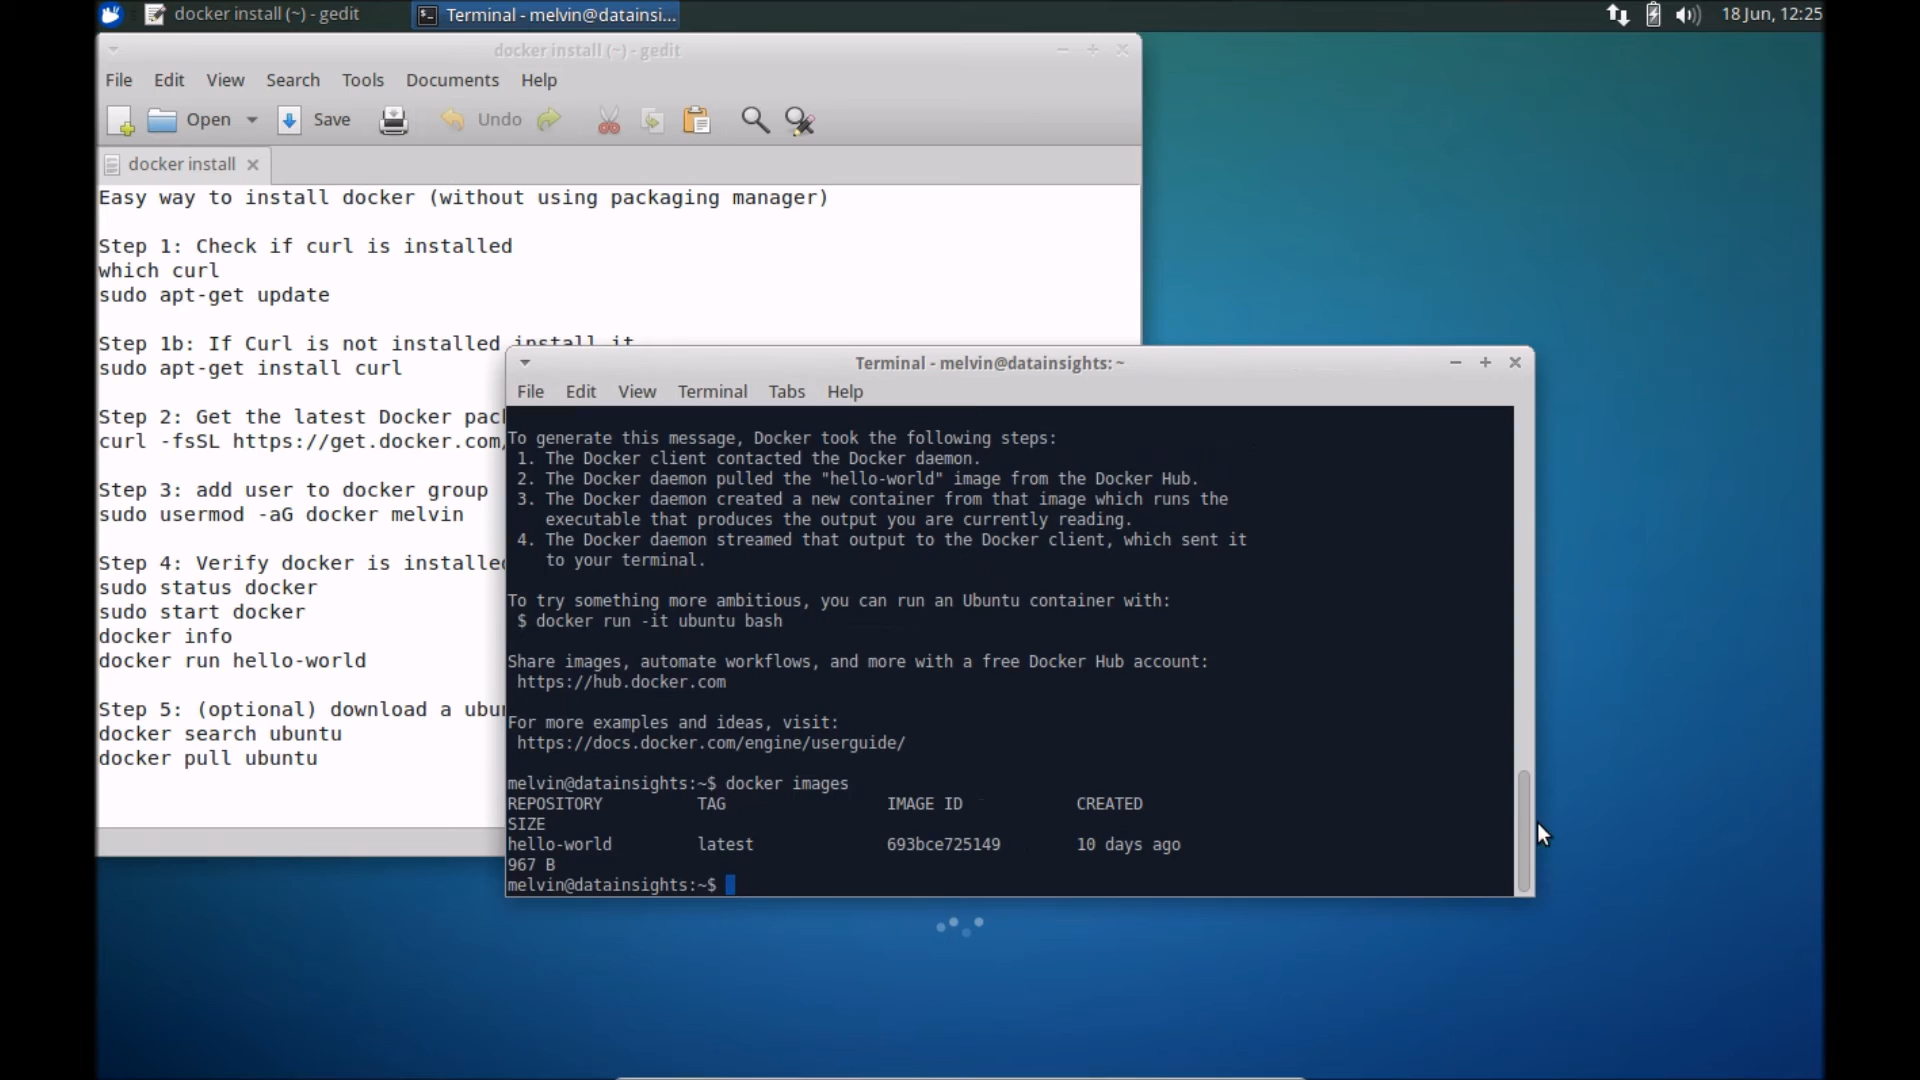 docker install (~) - gedit
Terminal - melvin@datainsi...
18 Jun, 12:25
docker install (~) - gedit
File Edit View Search Tools Documents Help
Open Save Undo
docker install
Easy way to install docker (without using packaging manager)
Step 1: Check if curl is installed
which curl
sudo apt-get update
Step 1b: If Curl is not installed install it
sudo apt-get install curl
Step 2: Get the latest Docker pac
curl -fsSL https://get.docker.com/
Step 3: add user to docker group
sudo usermod -aG docker melvin
Step 4: Verify docker is installe
sudo status docker
sudo start docker
docker info
docker run hello-world
Step 5: (optional) download a ubu
docker search ubuntu
docker pull ubuntu
Terminal - melvin@datainsights: ~
File Edit View Terminal Tabs Help
To generate this message, Docker took the following steps:
1. The Docker client contacted the Docker daemon.
2. The Docker daemon pulled the "hello-world" image from the Docker Hub.
3. The Docker daemon created a new container from that image which runs the
executable that produces the output you are currently reading.
4. The Docker daemon streamed that output to the Docker client, which sent it
to your terminal.
To try something more ambitious, you can run an Ubuntu container with:
$ docker run -it ubuntu bash
Share images, automate workflows, and more with a free Docker Hub account:
https://hub.docker.com
For more examples and ideas, visit:
https://docs.docker.com/engine/userguide/
melvin@datainsights:~$ docker images
REPOSITORY TAG IMAGE ID CREATED
SIZE
hello-world latest 693bce725149 10 days ago
967 B
melvin@datainsights:~$